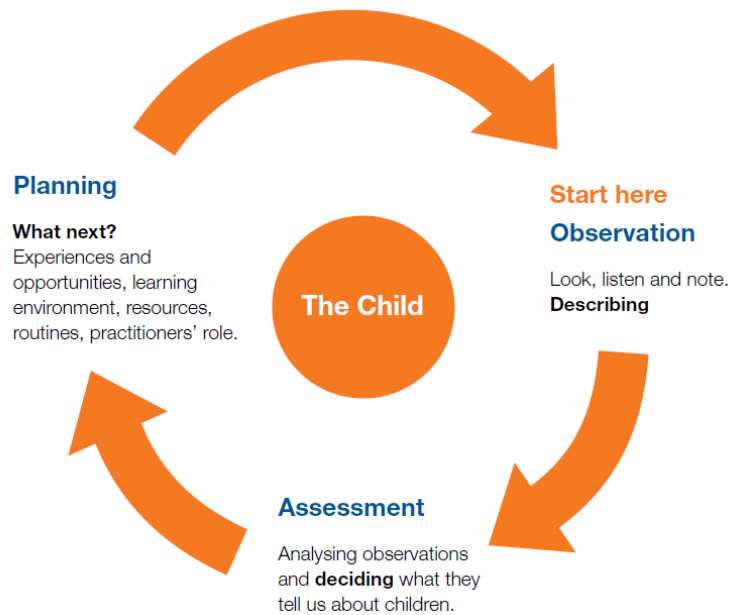 Planning
What next?
Experiences and
opportunities, learning
environment, resources,
routines, practitioners’ role.
The Child
Start here
Observation
Look, listen and note.
Describing
Assessment
Analysing observations
and deciding what they
tell us about children.